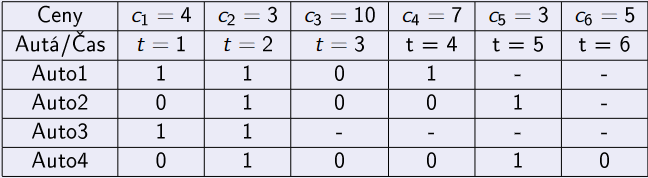 Ceny c₁ = 4 c₂ = 3 c₃ = 10 c₄ = 7 c₅ = 3 c₆ = 5
Autá/Čas t = 1 t = 2 t = 3 t = 4 t = 5 t = 6
Auto1 1 1 0 1 - -
Auto2 0 1 0 0 1 -
Auto3 1 1 - - - -
Auto4 0 1 0 0 1 0